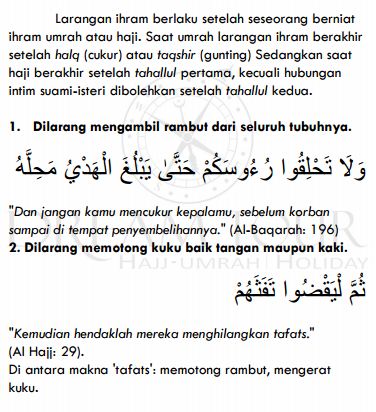 Larangan ihram berlaku setelah seseorang berniat
ihram umrah atau haji. Saat umrah larangan ihram berakhir
setelah halq (cukur) atau taqshir (gunting) Sedangkan saat
haji berakhir setelah tahallul pertama, kecuali hubungan
intim suami-isteri dibolehkan setelah tahallul kedua.
1. Dilarang mengambil rambut dari seluruh tubuhnya.
وَلَا تَحْلِقُوا رُءُوسَكُمْ حَتَّىٰ يَبْلُغَ الْهَدْيُ مَحِلَّهُ
"Dan jangan kamu mencukur kepalamu, sebelum korban
sampai di tempat penyembelihannya." (Al-Baqarah: 196)
2. Dilarang memotong kuku baik tangan maupun kaki.
HAJJ-UMRAH HOLIDAY
ثُمَّ لْيَقْضُوا تَفَثَهُمْ
"Kemudian hendaklah mereka menghilangkan tafats."
(Al Hajj: 29).
Di antara makna 'tafats': memotong rambut, mengerat
kuku.